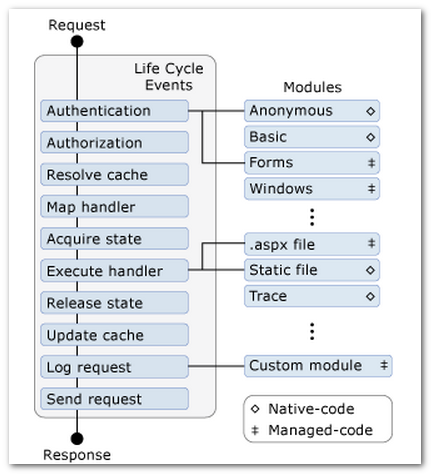 Request
Life Cycle
Events
Authentication
Authorization
Resolve cache
Map handler
Acquire state
Execute handler
Release state
Update cache
Log request
Send request
Response
Modules
Anonymous ◇
Basic ◇
Forms ‡
Windows ‡
.aspx file ‡
Static file ◇
Trace ◇
Custom module ‡
◇ Native-code
‡ Managed-code